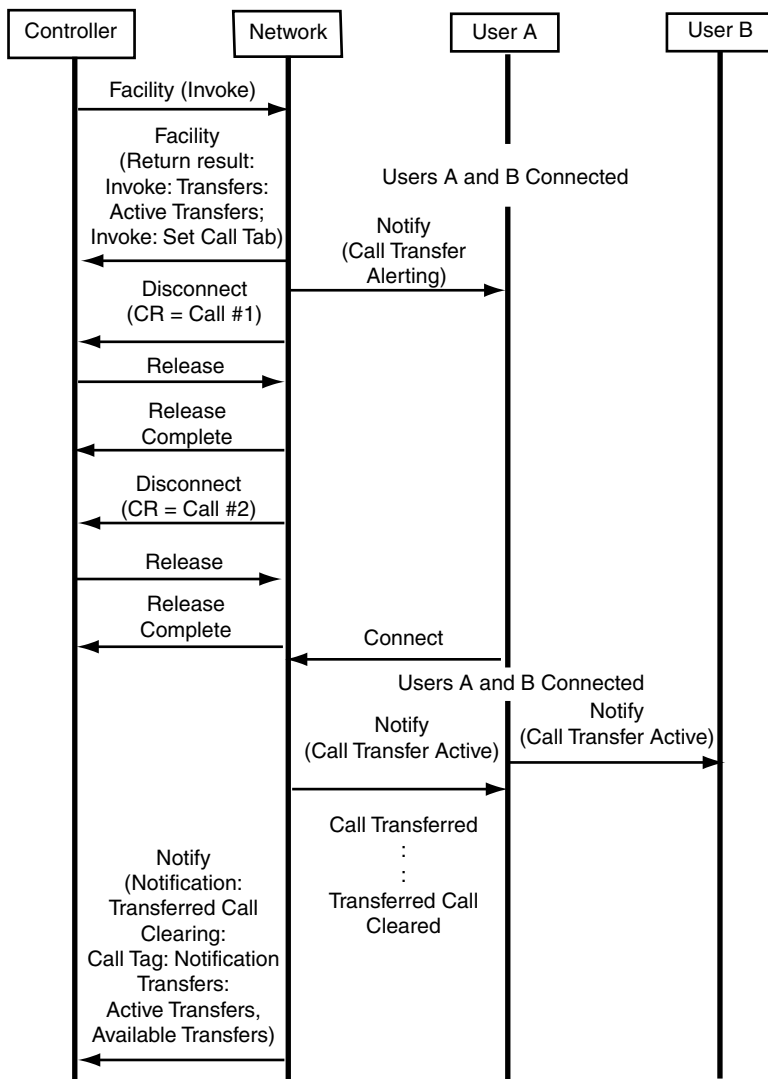 Controller
Network
User A
User B
Facility (Invoke)
Facility
(Return result:
Invoke: Transfers:
Active Transfers;
Invoke: Set Call Tab)
Users A and B Connected
Notify
(Call Transfer
Alerting)
Disconnect
(CR = Call #1)
Release
Release
Complete
Disconnect
(CR = Call #2)
Release
Release
Complete
Connect
Users A and B Connected
Notify
(Call Transfer Active)
Notify
(Call Transfer Active)
Call Transferred
:
:
Transferred Call
Cleared
Notify
(Notification:
Transferred Call
Clearing:
Call Tag: Notification
Transfers:
Active Transfers,
Available Transfers)